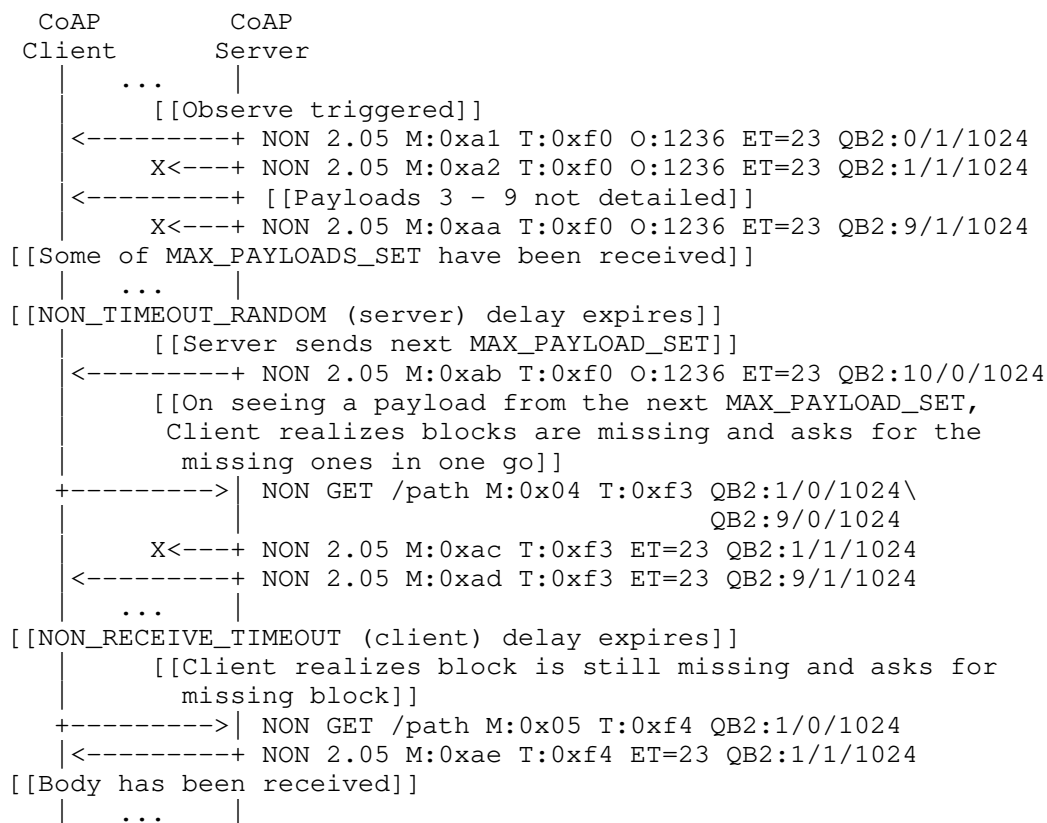 CoAP        CoAP
 Client      Server
   |   ...    |
   |     [[Observe triggered]]
   |<---------+ NON 2.05 M:0xa1 T:0xf0 O:1236 ET=23 QB2:0/1/1024
   |     X<---+ NON 2.05 M:0xa2 T:0xf0 O:1236 ET=23 QB2:1/1/1024
   |<---------+ [[Payloads 3 - 9 not detailed]]
   |     X<---+ NON 2.05 M:0xaa T:0xf0 O:1236 ET=23 QB2:9/1/1024
[[Some of MAX_PAYLOADS_SET have been received]]
   |   ...    |
[[NON_TIMEOUT_RANDOM (server) delay expires]]
   |     [[Server sends next MAX_PAYLOAD_SET]]
   |<---------+ NON 2.05 M:0xab T:0xf0 O:1236 ET=23 QB2:10/0/1024
   |     [[On seeing a payload from the next MAX_PAYLOAD_SET,
   |      Client realizes blocks are missing and asks for the
   |       missing ones in one go]]
   +--------->| NON GET /path M:0x04 T:0xf3 QB2:1/0/1024\
   |          |                             QB2:9/0/1024
   |     X<---+ NON 2.05 M:0xac T:0xf3 ET=23 QB2:1/1/1024
   |<---------+ NON 2.05 M:0xad T:0xf3 ET=23 QB2:9/1/1024
   |   ...    |
[[NON_RECEIVE_TIMEOUT (client) delay expires]]
   |     [[Client realizes block is still missing and asks for
   |       missing block]]
   +--------->| NON GET /path M:0x05 T:0xf4 QB2:1/0/1024
   |<---------+ NON 2.05 M:0xae T:0xf4 ET=23 QB2:1/1/1024
[[Body has been received]]
   |   ...    |